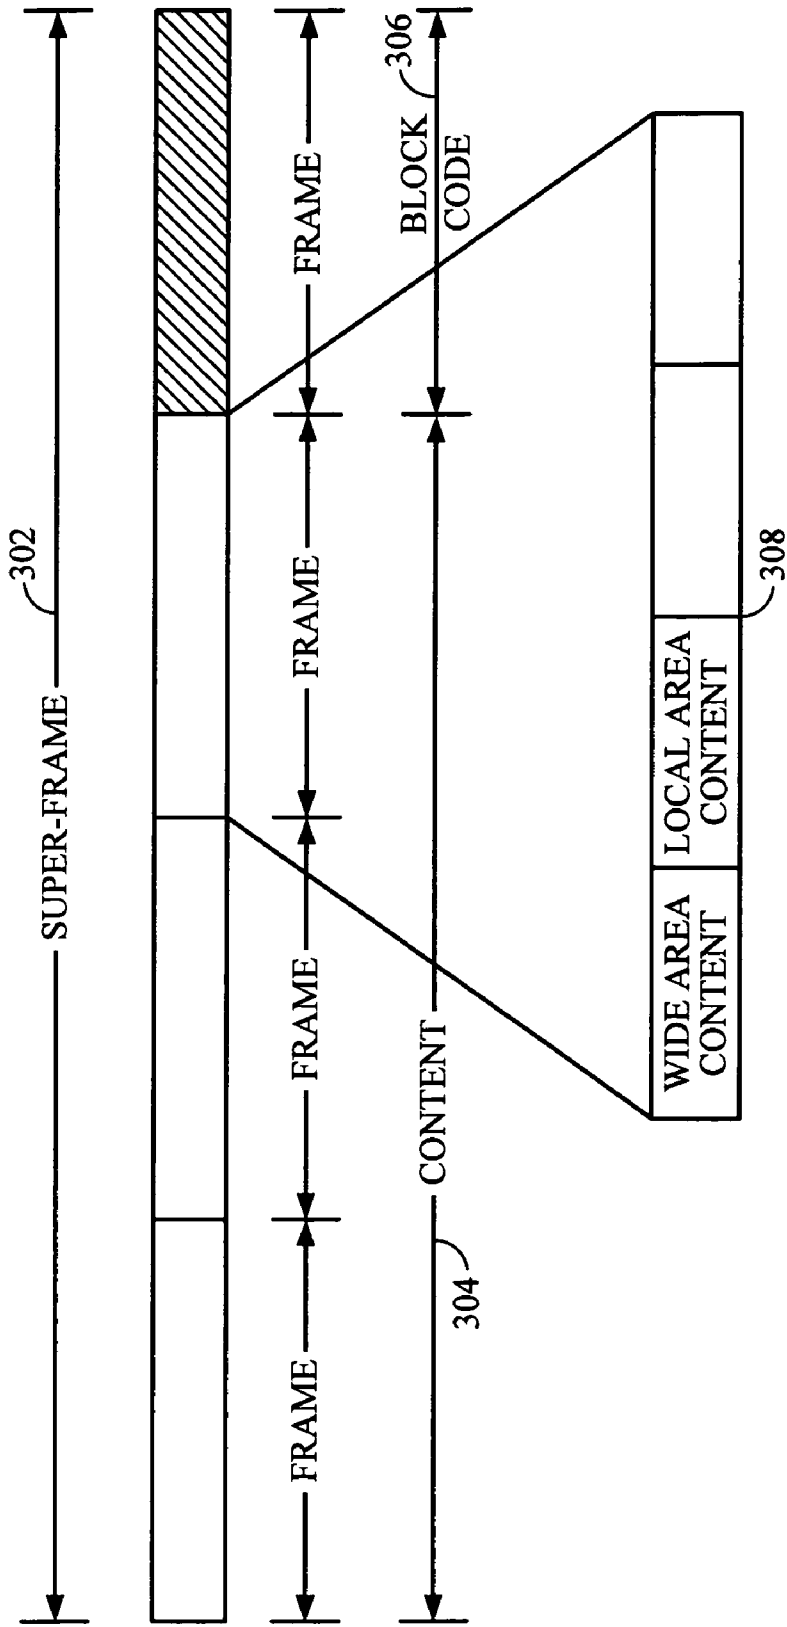 302
SUPER-FRAME
FRAME
FRAME
FRAME
FRAME
304
CONTENT
306
BLOCK
CODE
WIDE AREA
CONTENT
LOCAL AREA
CONTENT
308